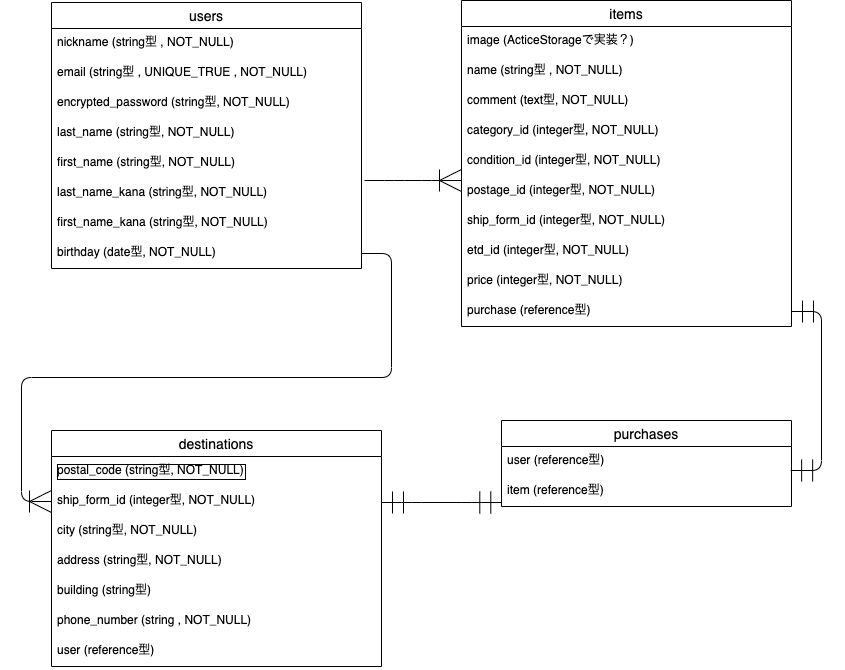 users
nickname (string型 , NOT_NULL)
email (string型 , UNIQUE_TRUE , NOT_NULL)
encrypted_password (string型, NOT_NULL)
last_name (string型, NOT_NULL)
first_name (string型, NOT_NULL)
last_name_kana (string型, NOT_NULL)
first_name_kana (string型, NOT_NULL)
birthday (date型, NOT_NULL)
items
image (ActiceStorageで実装？)
name (string型 , NOT_NULL)
comment (text型, NOT_NULL)
category_id (integer型, NOT_NULL)
condition_id (integer型, NOT_NULL)
postage_id (integer型, NOT_NULL)
ship_form_id (integer型, NOT_NULL)
etd_id (integer型, NOT_NULL)
price (integer型, NOT_NULL)
purchase (reference型)
destinations
postal_code (string型, NOT_NULL)
ship_form_id (integer型, NOT_NULL)
city (string型, NOT_NULL)
address (string型, NOT_NULL)
building (string型)
phone_number (string , NOT_NULL)
user (reference型)
purchases
user (reference型)
item (reference型)